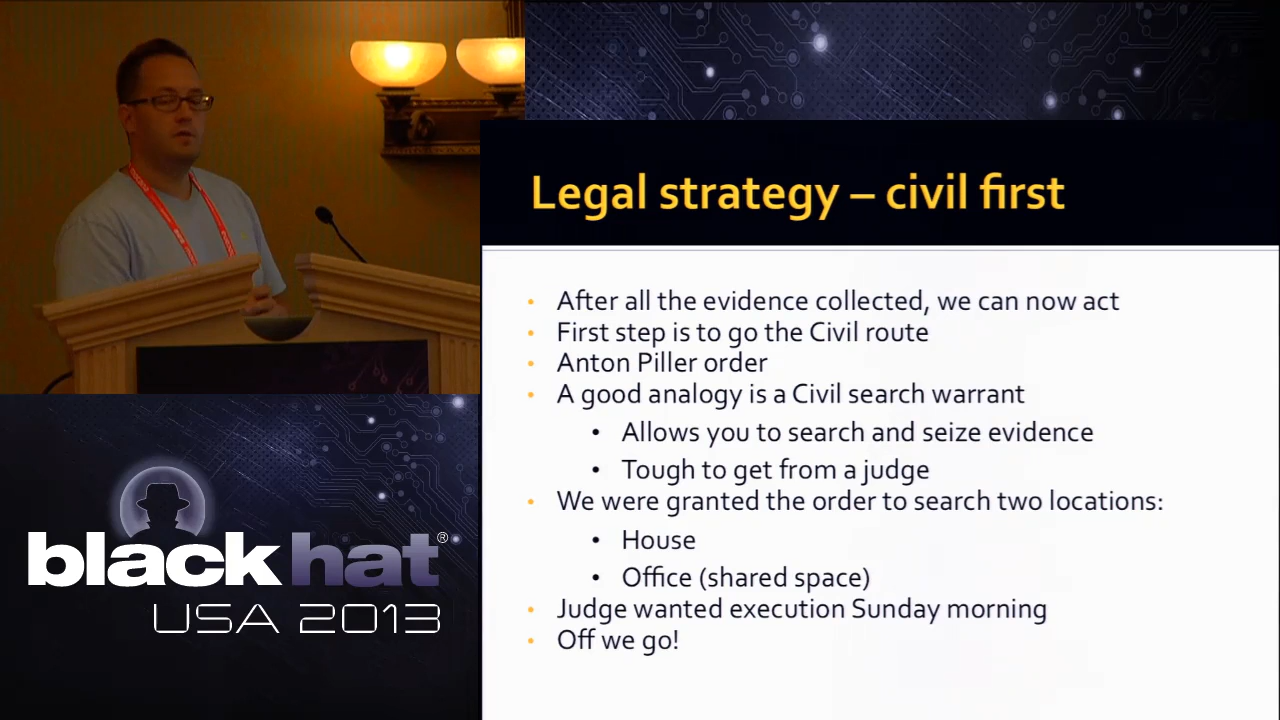 Legal strategy – civil first
After all the evidence collected, we can now act
First step is to go the Civil route
Anton Piller order
A good analogy is a Civil search warrant
Allows you to search and seize evidence
Tough to get from a judge
We were granted the order to search two locations:
House
Office (shared space)
Judge wanted execution Sunday morning
Off we go!
black hat®
USA 2013